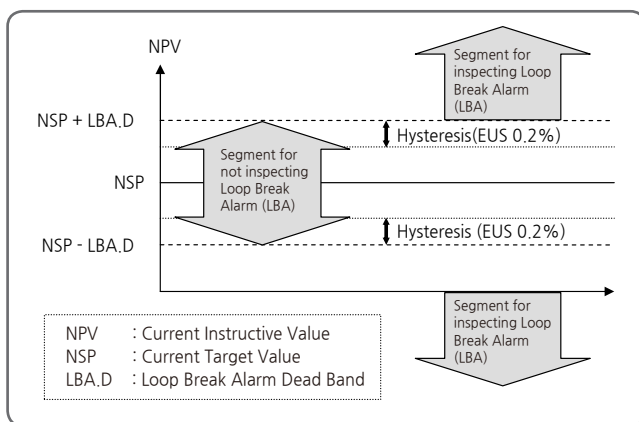 NPV
Segment for
inspecting Loop
Break Alarm
(LBA)
NSP + LBA.D
Hysteresis(EUS 0.2%)
Segment for
not inspecting
Loop Break
Alarm (LBA)
NSP
Hysteresis (EUS 0.2%)
NSP - LBA.D
Segment for
inspecting Loop
Break Alarm
(LBA)
NPV : Current Instructive Value
NSP : Current Target Value
LBA.D : Loop Break Alarm Dead Band